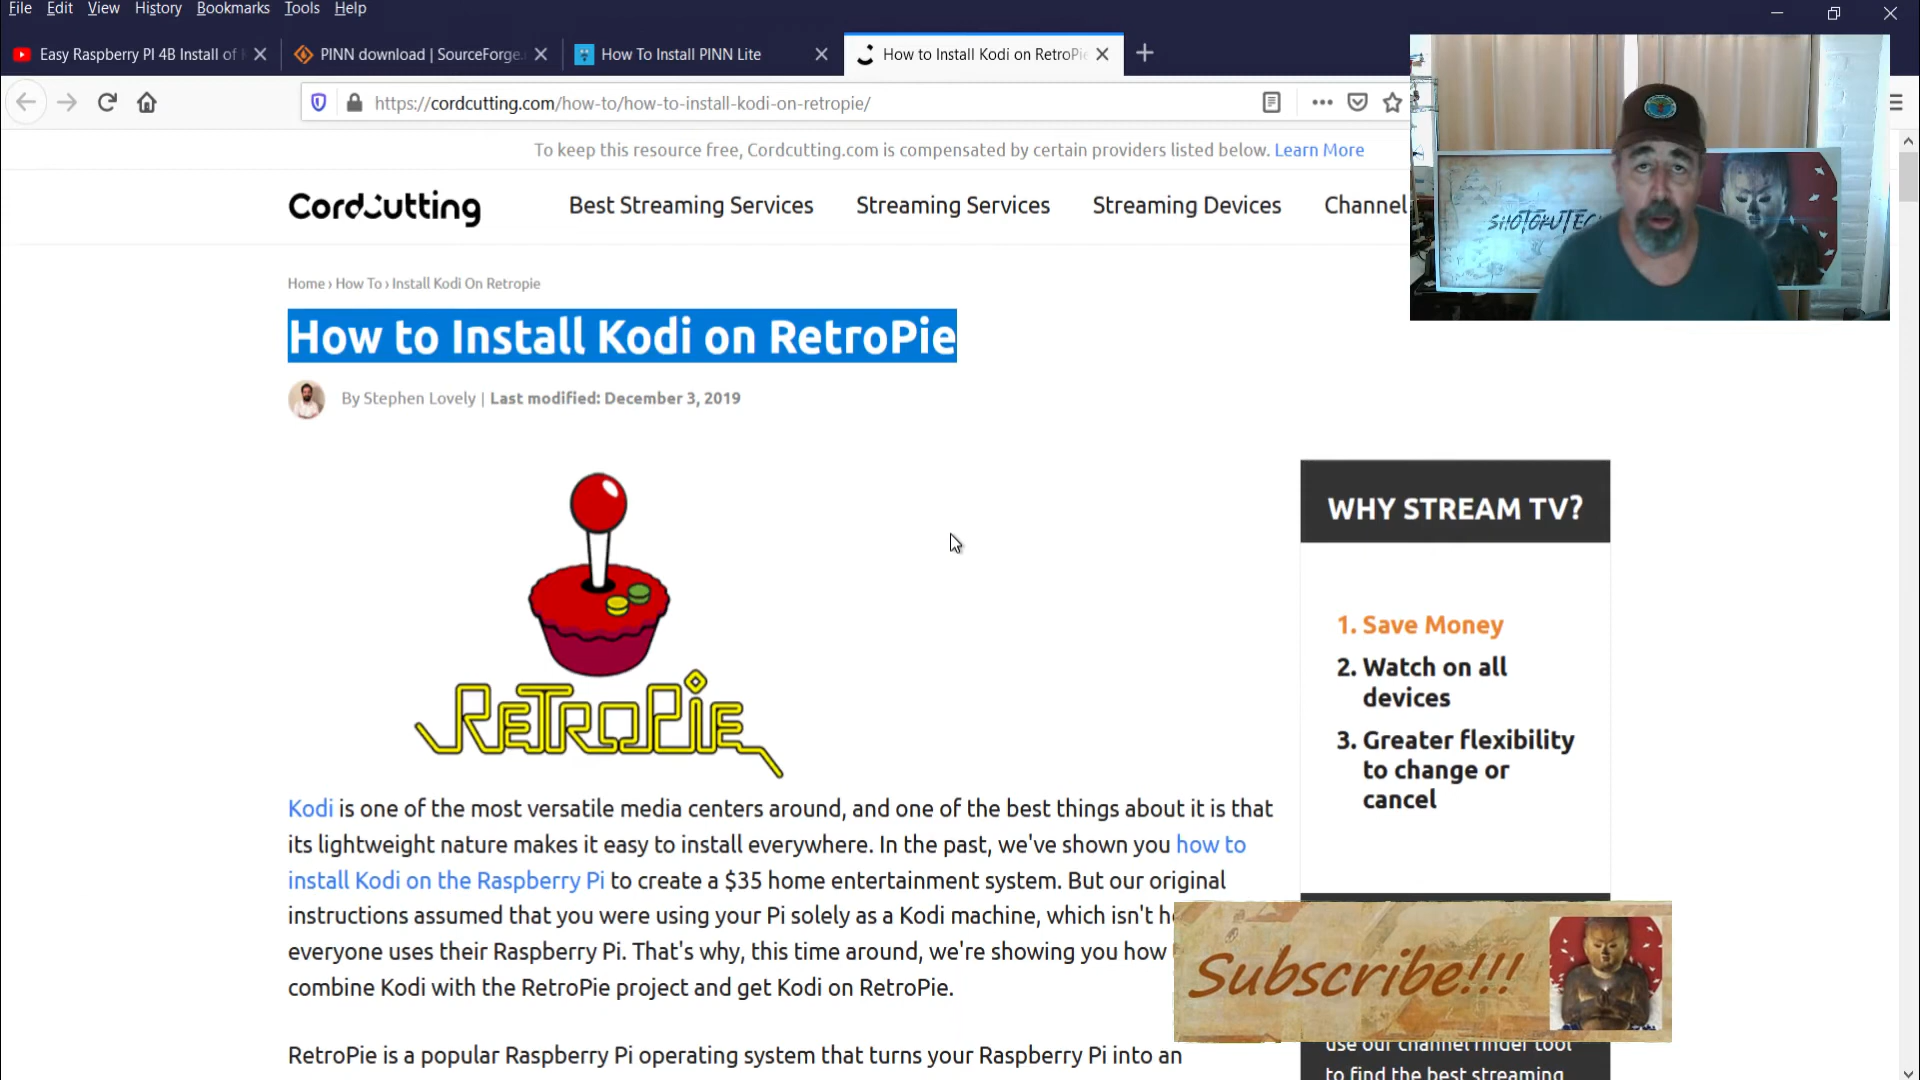 File Edit View History Bookmarks Tools Help
Easy Raspberry PI 4B Install of
PINN download | SourceForge.
How To Install PINN Lite
How to Install Kodi on RetroPie
https://cordcutting.com/how-to/how-to-install-kodi-on-retropie/
To keep this resource free, Cordcutting.com is compensated by certain providers listed below. Learn More
Cordcutting
Best Streaming Services Streaming Services Streaming Devices Channel
SHOTOKUTECH
Home › How To › Install Kodi On Retropie
How to Install Kodi on RetroPie
By Stephen Lovely | Last modified: December 3, 2019
RETROPIE
WHY STREAM TV?
1. Save Money
2. Watch on all
devices
3. Greater flexibility
to change or
cancel
Kodi is one of the most versatile media centers around, and one of the best things about it is that
its lightweight nature makes it easy to install everywhere. In the past, we've shown you how to
install Kodi on the Raspberry Pi to create a $35 home entertainment system. But our original
instructions assumed that you were using your Pi solely as a Kodi machine, which isn't
everyone uses their Raspberry Pi. That's why, this time around, we're showing you how
combine Kodi with the RetroPie project and get Kodi on RetroPie.
Subscribe!!!
RetroPie is a popular Raspberry Pi operating system that turns your Raspberry Pi into an
use our channel finder tool
to find the best streaming